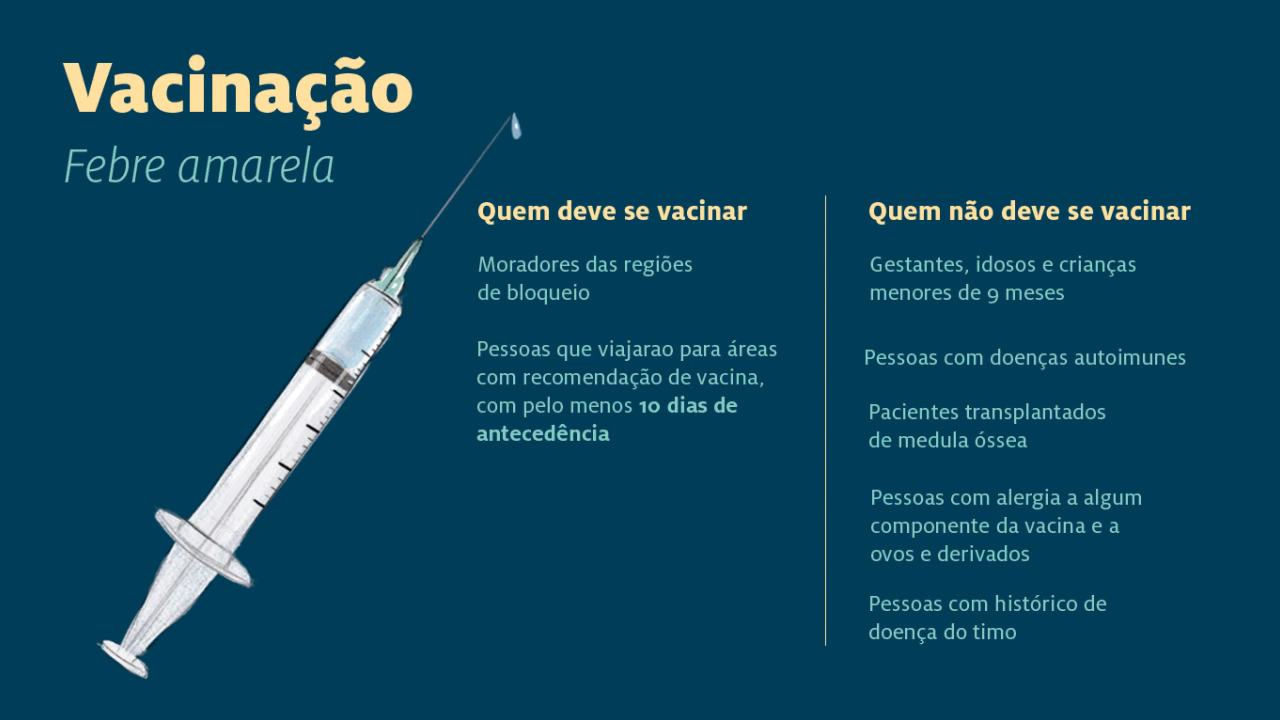 Vacinação
Febre amarela
Quem deve se vacinar
Moradores das regiões
de bloqueio
Pessoas que viajarao para áreas
com recomendação de vacina,
com pelo menos 10 dias de
antecedência
Quem não deve se vacinar
Gestantes, idosos e crianças
menores de 9 meses
Pessoas com doenças autoimunes
Pacientes transplantados
de medula óssea
Pessoas com alergia a algum
componente da vacina e a
ovos e derivados
Pessoas com histórico de
doença do timo